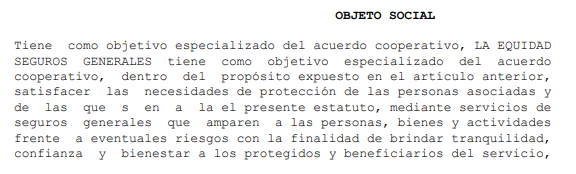 OBJETO SOCIAL
Tiene como objetivo especializado del acuerdo cooperativo, LA EQUIDAD
SEGUROS GENERALES tiene como objetivo especializado del acuerdo
cooperativo, dentro del propósito expuesto en el articulo anterior,
satisfacer las necesidades de protección de las personas asociadas y
de las que s en a la el presente estatuto, mediante servicios de
seguros generales que amparen a las personas, bienes y actividades
frente a eventuales riesgos con la finalidad de brindar tranquilidad,
confianza y bienestar a los protegidos y beneficiarios del servicio,